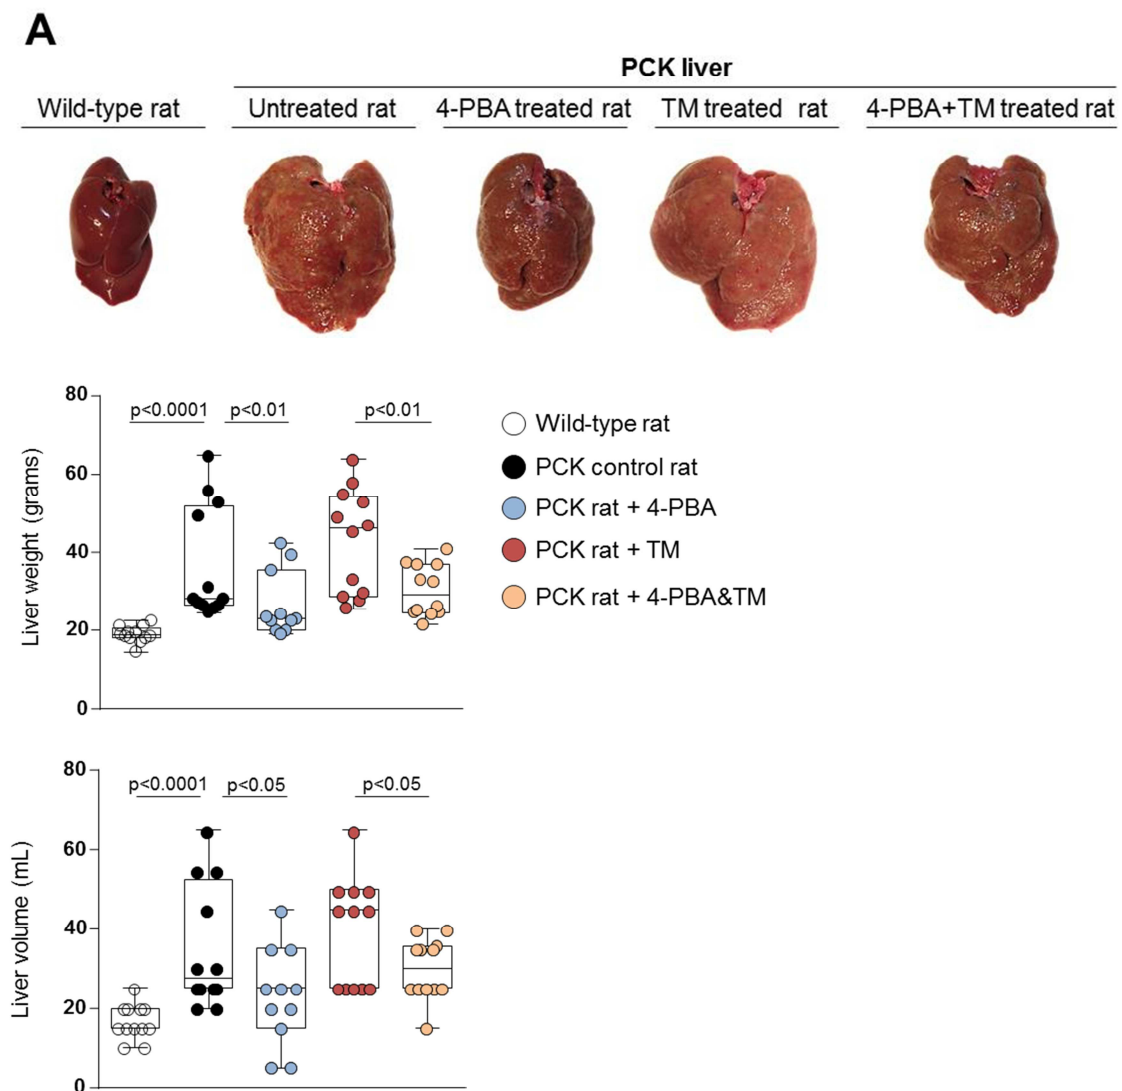 A
PCK liver
Wild-type rat Untreated rat 4-PBA treated rat TM treated rat 4-PBA+TM treated rat
Liver weight (grams)
80
60
40
20
0
p<0.0001 p<0.01 p<0.01
Wild-type rat
PCK control rat
PCK rat + 4-PBA
PCK rat + TM
PCK rat + 4-PBA&TM
Liver volume (mL)
80
60
40
20
0
p<0.0001 p<0.05 p<0.05